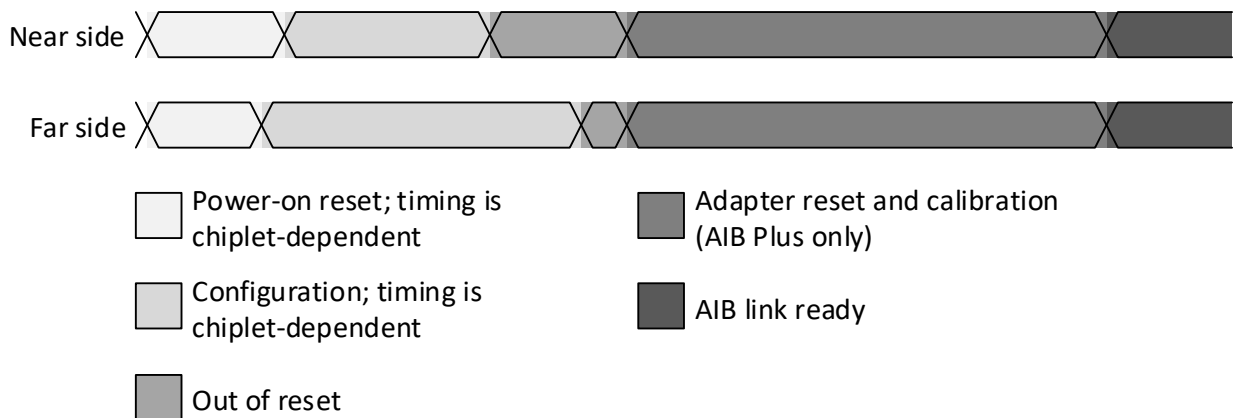 Near side
Far side
Power-on reset; timing is
chiplet-dependent
Configuration; timing is
chiplet-dependent
Out of reset
Adapter reset and calibration
(AIB Plus only)
AIB link ready